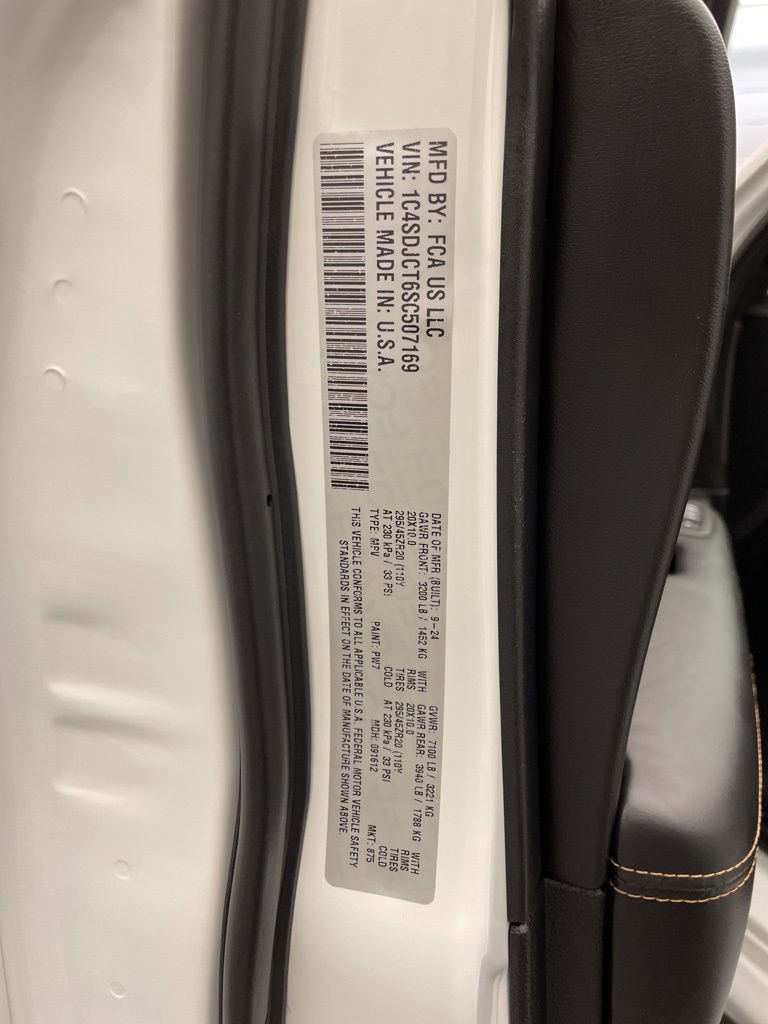 MFD BY: FCA US LLC
VIN: 1C4SDJCT6SC507169
VEHICLE MADE IN: U.S.A.
DATE OF MFR (BUILT): 9-24 GVWR: 7100 LB / 3221 KG
GAWR FRONT: 3200 LB / 1452 KG WITH GAWR REAR: 3940 LB / 1788 KG WITH
20X10.0 RIMS 20X10.0 RIMS
295/45ZR20 (110Y TIRES 295/45ZR20 (110Y TIRES
AT 230 kPa / 33 PSI COLD AT 230 kPa / 33 PSI COLD
TYPE: MPV PAINT: PW7 MDH: 091612 MKT: 875
THIS VEHICLE CONFORMS TO ALL APPLICABLE U.S.A. FEDERAL MOTOR VEHICLE SAFETY
STANDARDS IN EFFECT ON THE DATE OF MANUFACTURE SHOWN ABOVE.